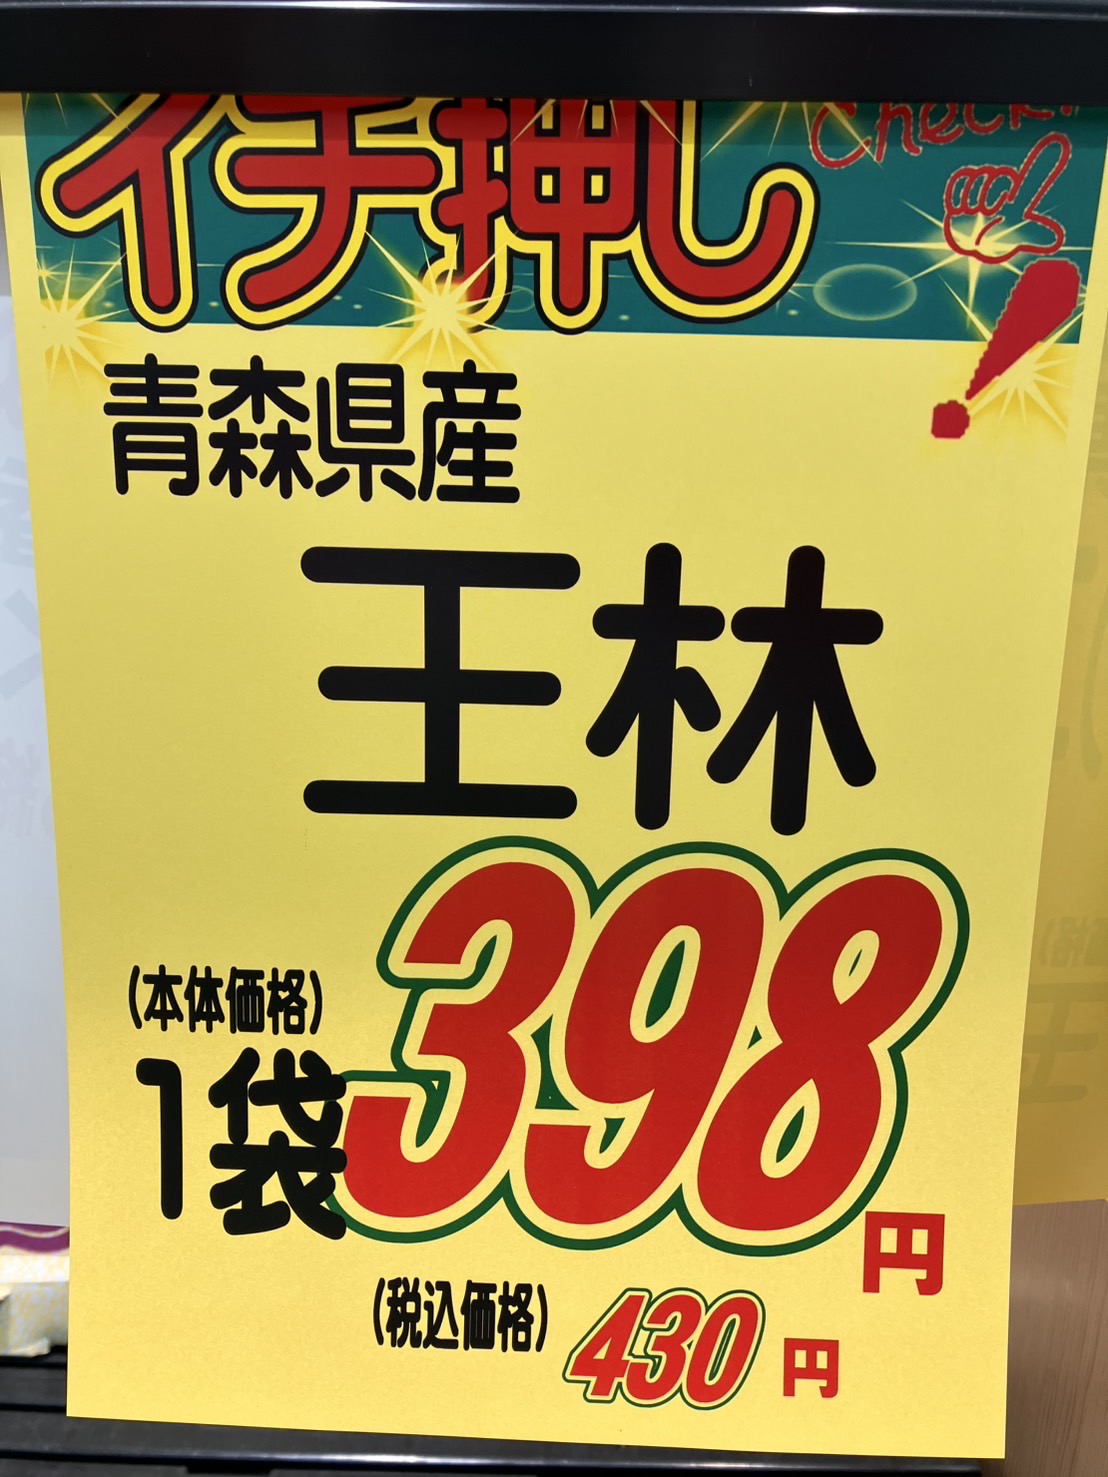 イチ押し
Check!!
青森県産
王林
(本体価格)
1袋 398円
(税込価格) 430円